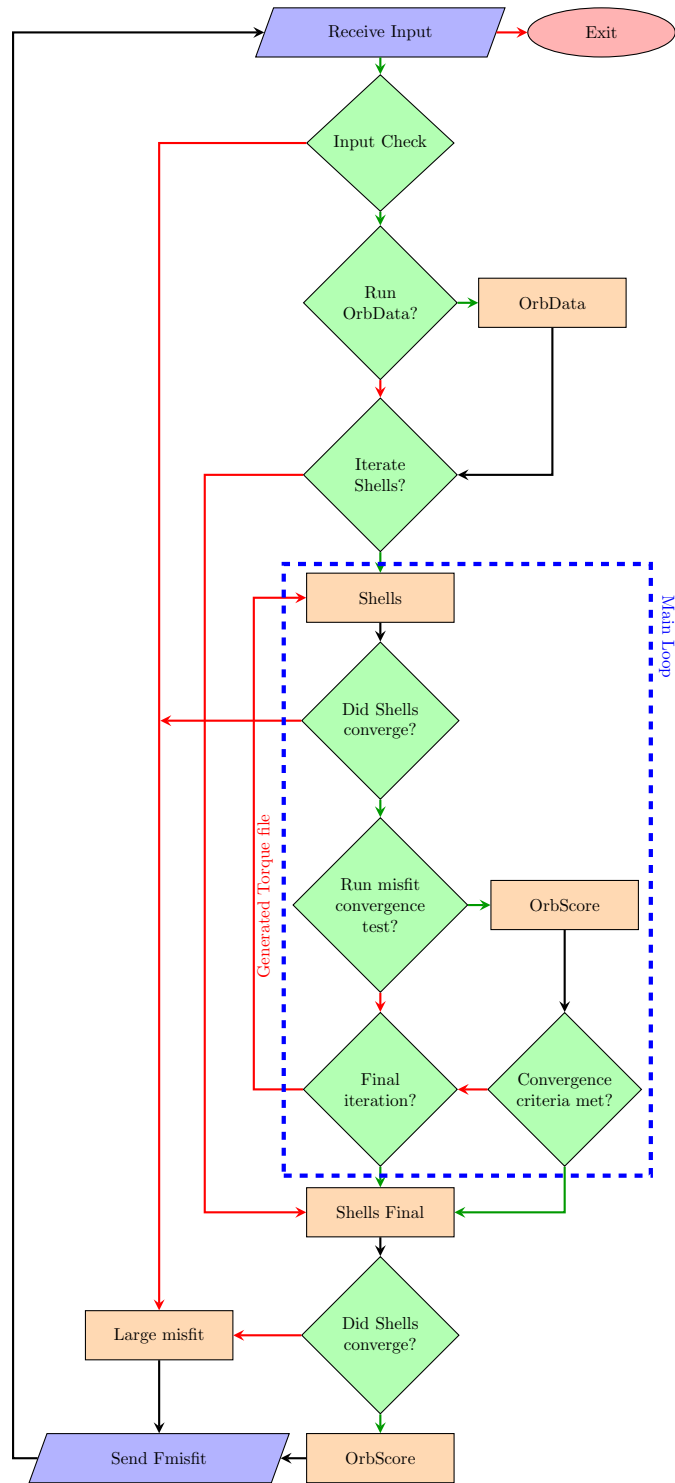 Receive Input
Exit
Input Check
Run
OrbData?
OrbData
Iterate
Shells?
Main Loop
Shells
Did Shells
converge?
Generated Torque file
Run misfit
convergence
test?
OrbScore
Final
iteration?
Convergence
criteria met?
Shells Final
Large misfit
Did Shells
converge?
Send Fmisfit
OrbScore